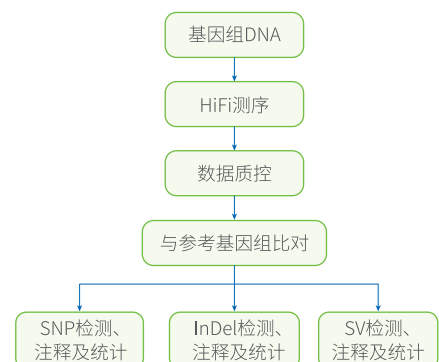 基因组DNA
HiFi测序
数据质控
与参考基因组比对
SNP检测、
注释及统计
InDel检测、
注释及统计
SV检测、
注释及统计